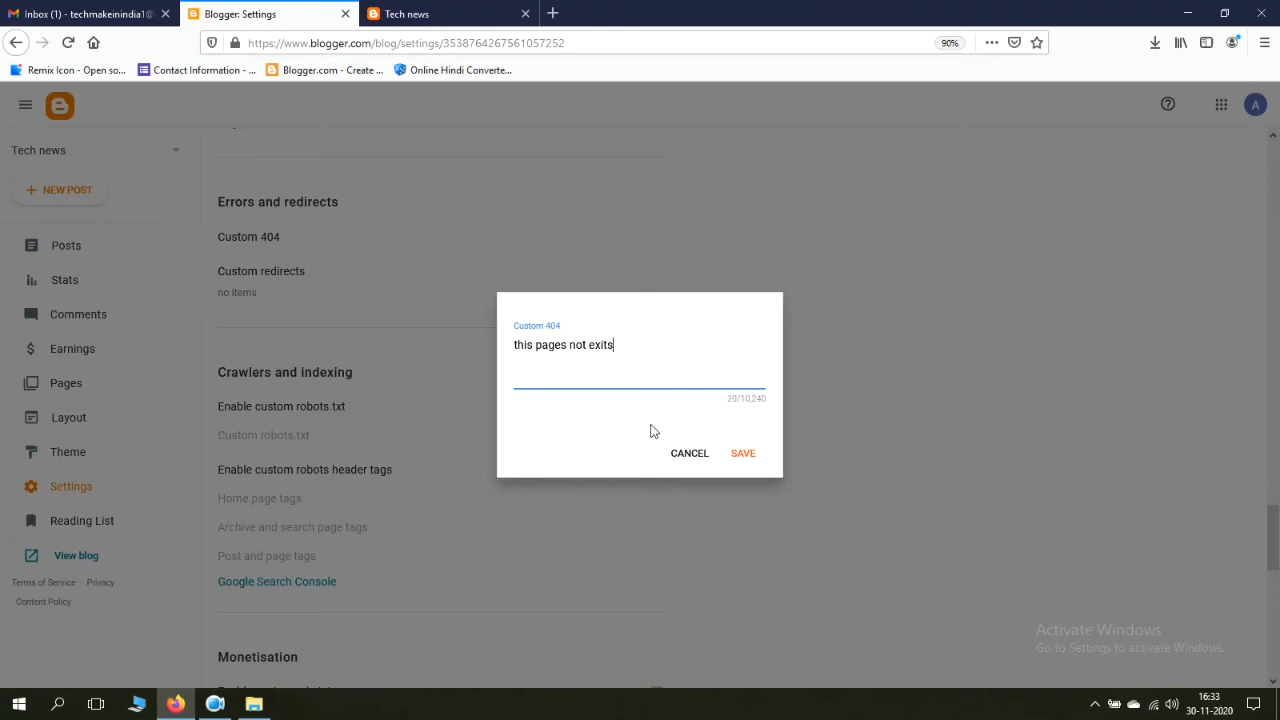 Inbox (1) - techmakeindia1@
Blogger: Settings
Tech news
https://www.blogger.com/blog/settings/3538764267561057252
90%
Remix Icon - Open so...
Contact Information - ...
Blogger.com - Create ...
Online Hindi Converte...
A
Tech news
NEW POST
Posts
Stats
Comments
Earnings
Pages
Layout
Theme
Settings
Reading List
View blog
Terms of Service · Privacy
Content Policy
Errors and redirects
Custom 404
Custom redirects
no items
Crawlers and indexing
Enable custom robots.txt
Custom robots.txt
Enable custom robots header tags
Home page tags
Archive and search page tags
Post and page tags
Google Search Console
Monetisation
Custom 404
this pages not exits
20/10,240
CANCEL
SAVE
Activate Windows
Go to Settings to activate Windows.
16:33
30-11-2020